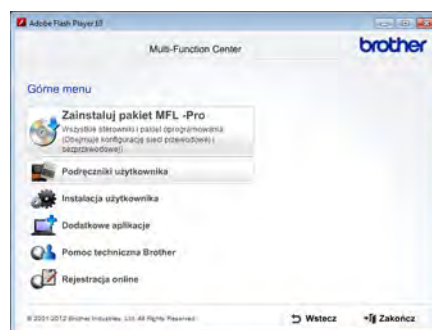 Adobe Flash Player 10
Multi-Function Center
brother
Górne menu
Zainstaluj pakiet MFL -Pro
Wszystkie sterowniki i pakiet oprogramowania
(Obejmuje konfigurację sieci przewodowej i
bezprzewodowej)
Podręczniki użytkownika
Instalacja użytkownika
Dodatkowe aplikacje
Pomoc techniczna Brother
Rejestracja online
© 2001-2012 Brother Industries, Ltd. All Rights Reserved.
Wstecz
Zakończ